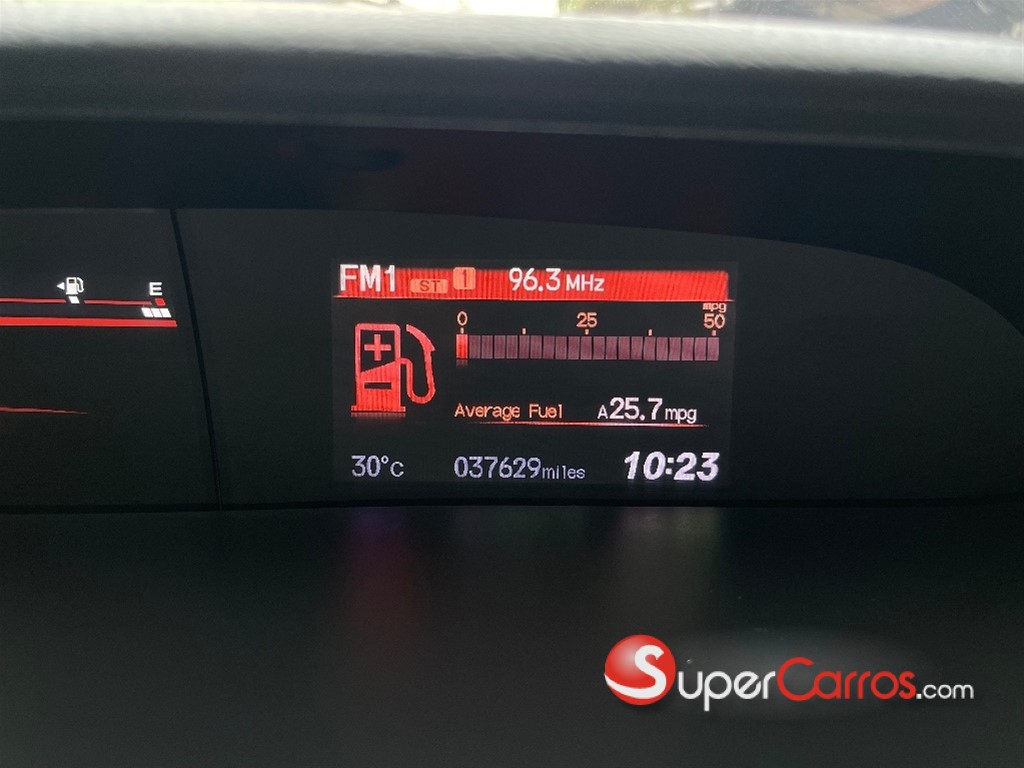 FM1 ST 1 96.3 MHz
E
mpg
0 25 50
Average Fuel A25.7mpg
30°C 037629miles 10:23
SuperCarros.com